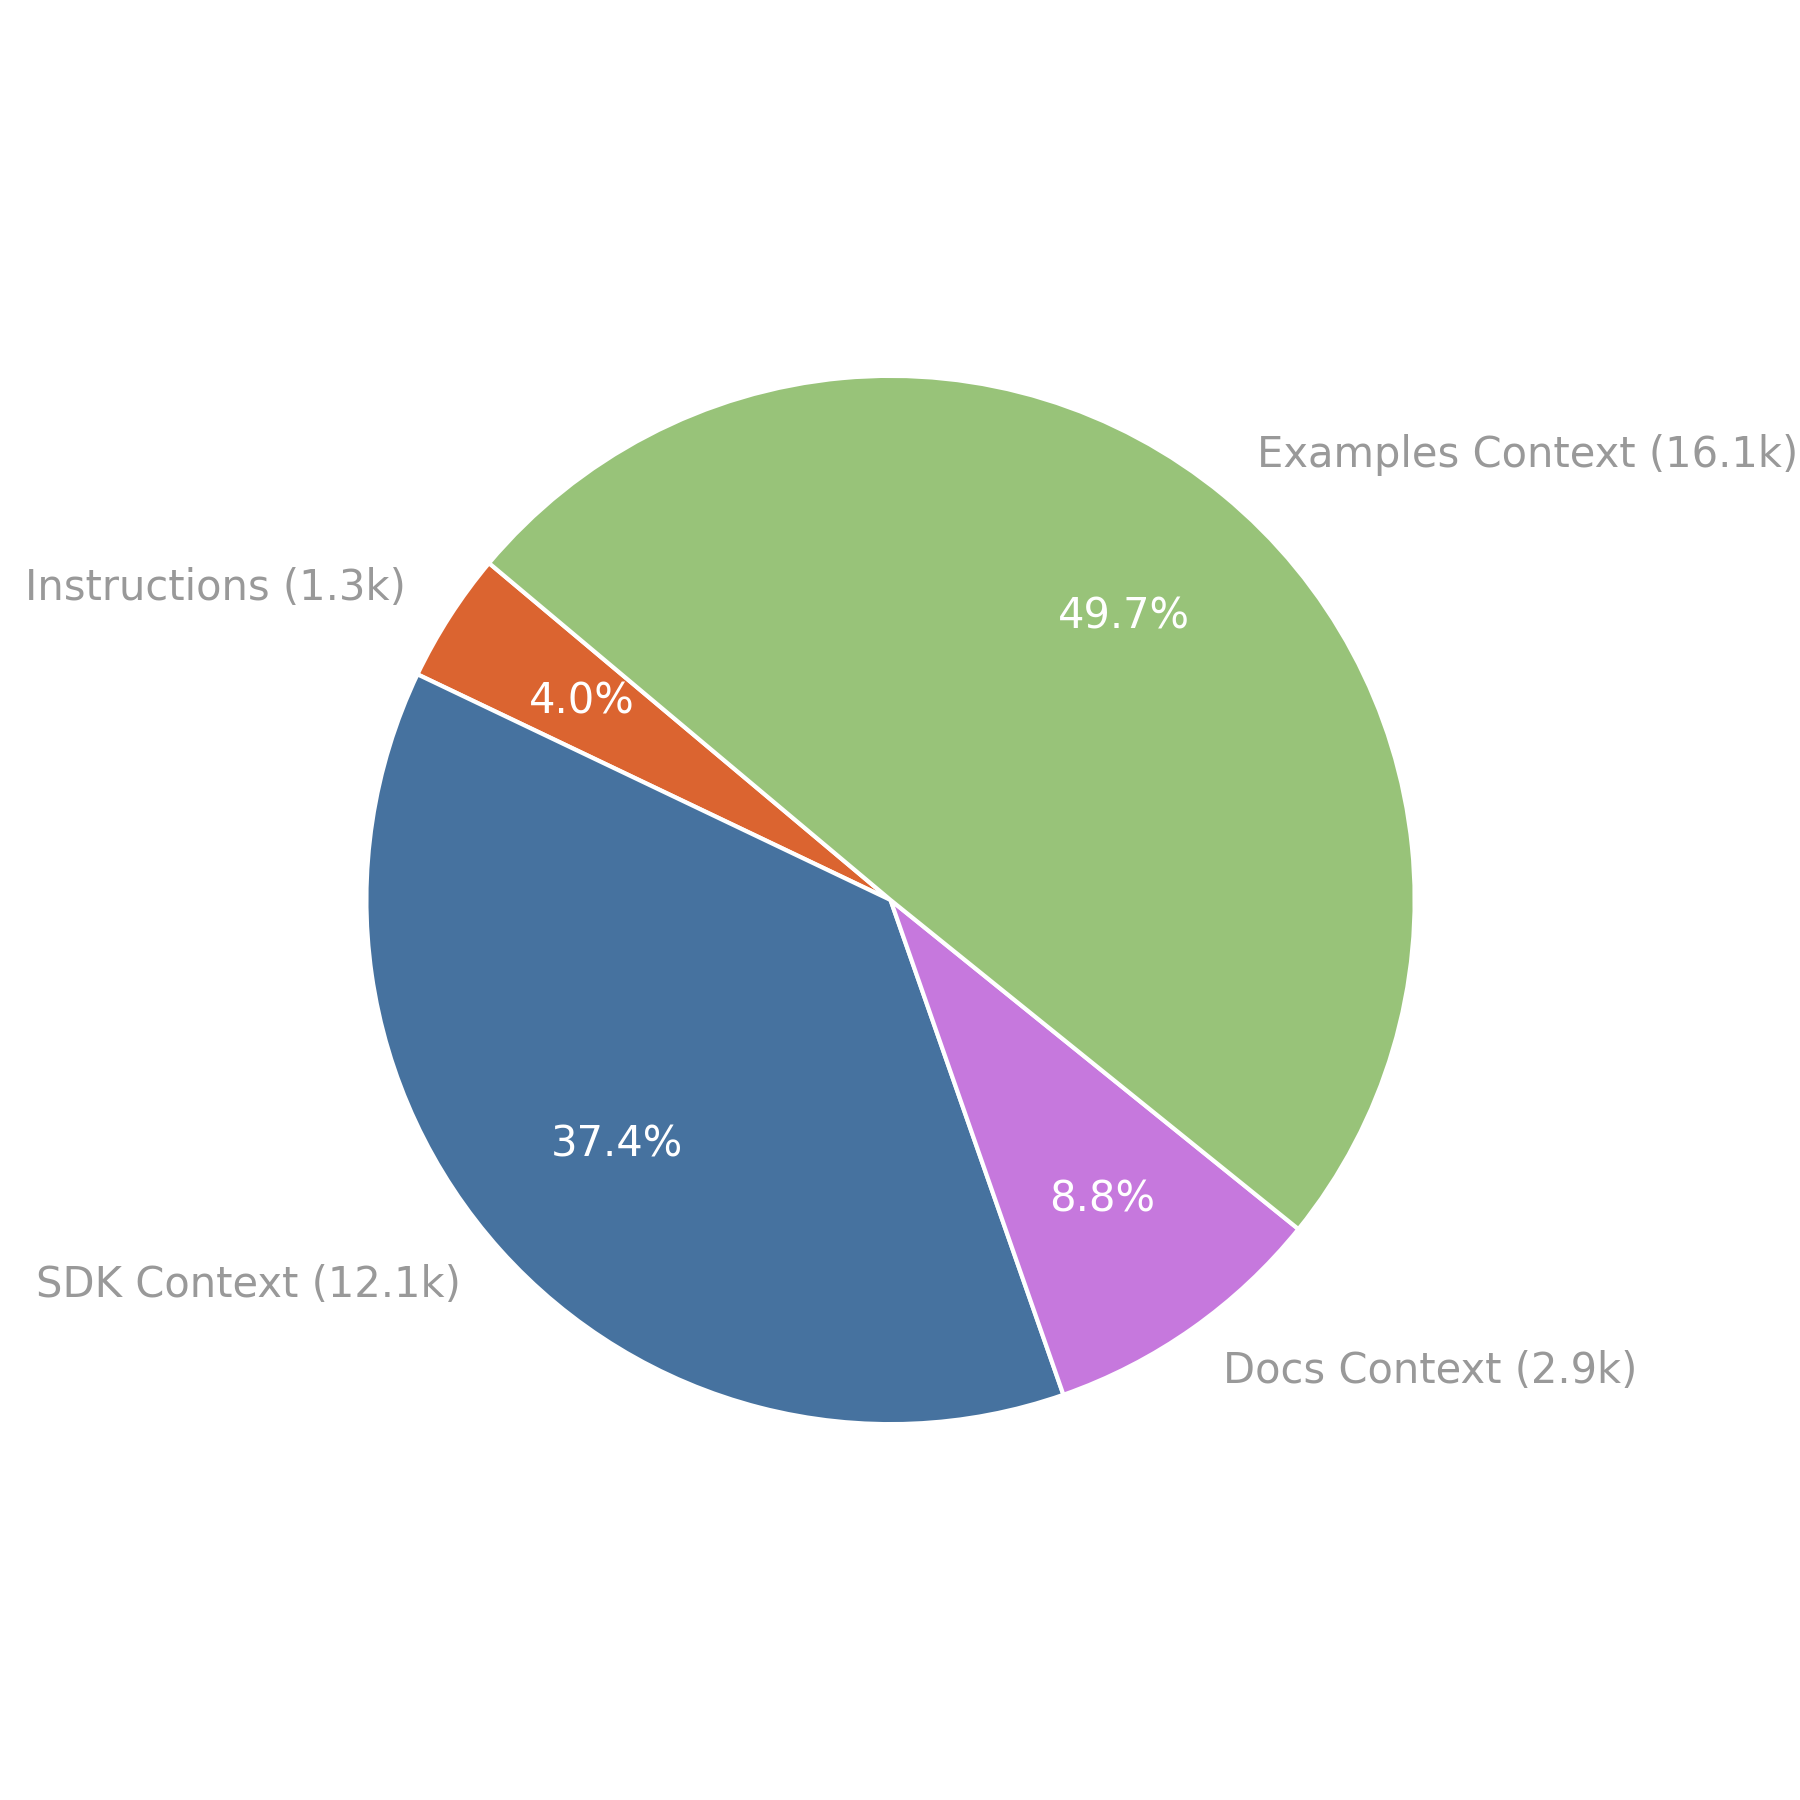 Examples Context (16.1k)
49.7%
Instructions (1.3k)
4.0%
37.4%
SDK Context (12.1k)
8.8%
Docs Context (2.9k)